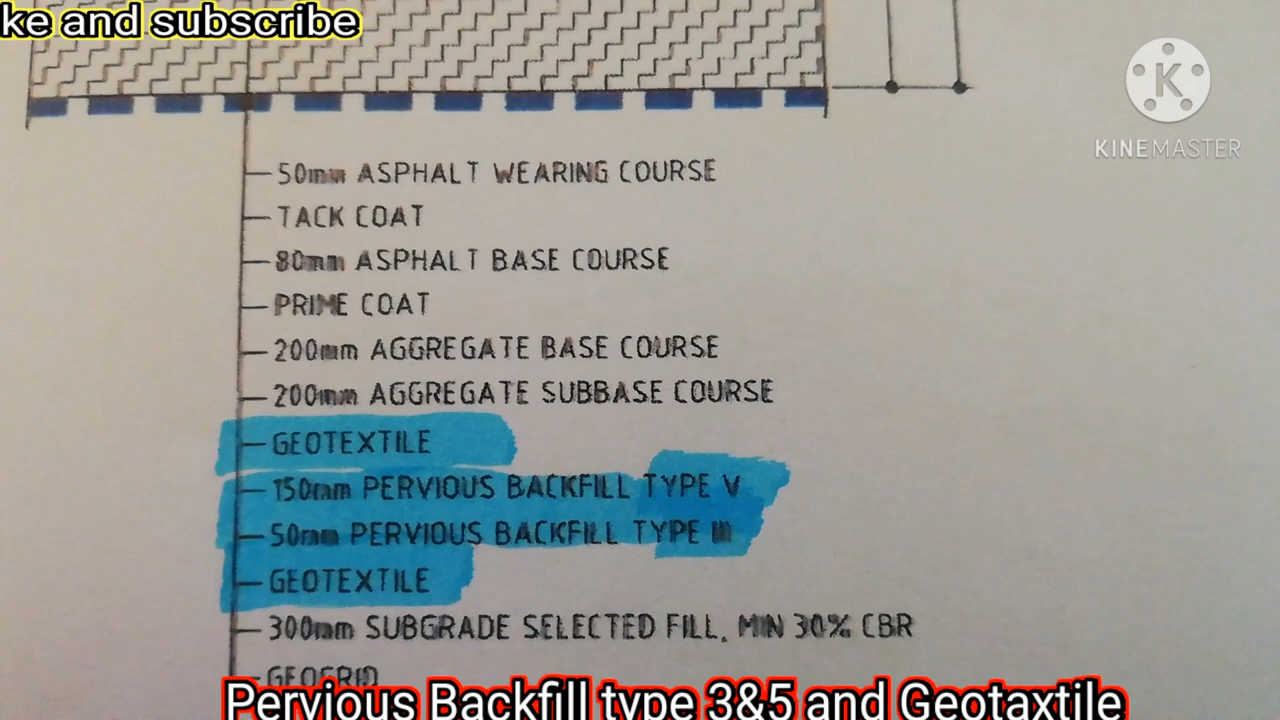 ke and subscribe
K
KINEMASTER
50mm ASPHALT WEARING COURSE
TACK COAT
80mm ASPHALT BASE COURSE
PRIME COAT
200mm AGGREGATE BASE COURSE
200mm AGGREGATE SUBBASE COURSE
GEOTEXTILE
150mm PERVIOUS BACKFILL TYPE V
50mm PERVIOUS BACKFILL TYPE III
GEOTEXTILE
300mm SUBGRADE SELECTED FILL, MIN 30% CBR
GEOGRID
Pervious Backfill type 3&5 and Geotaxtile